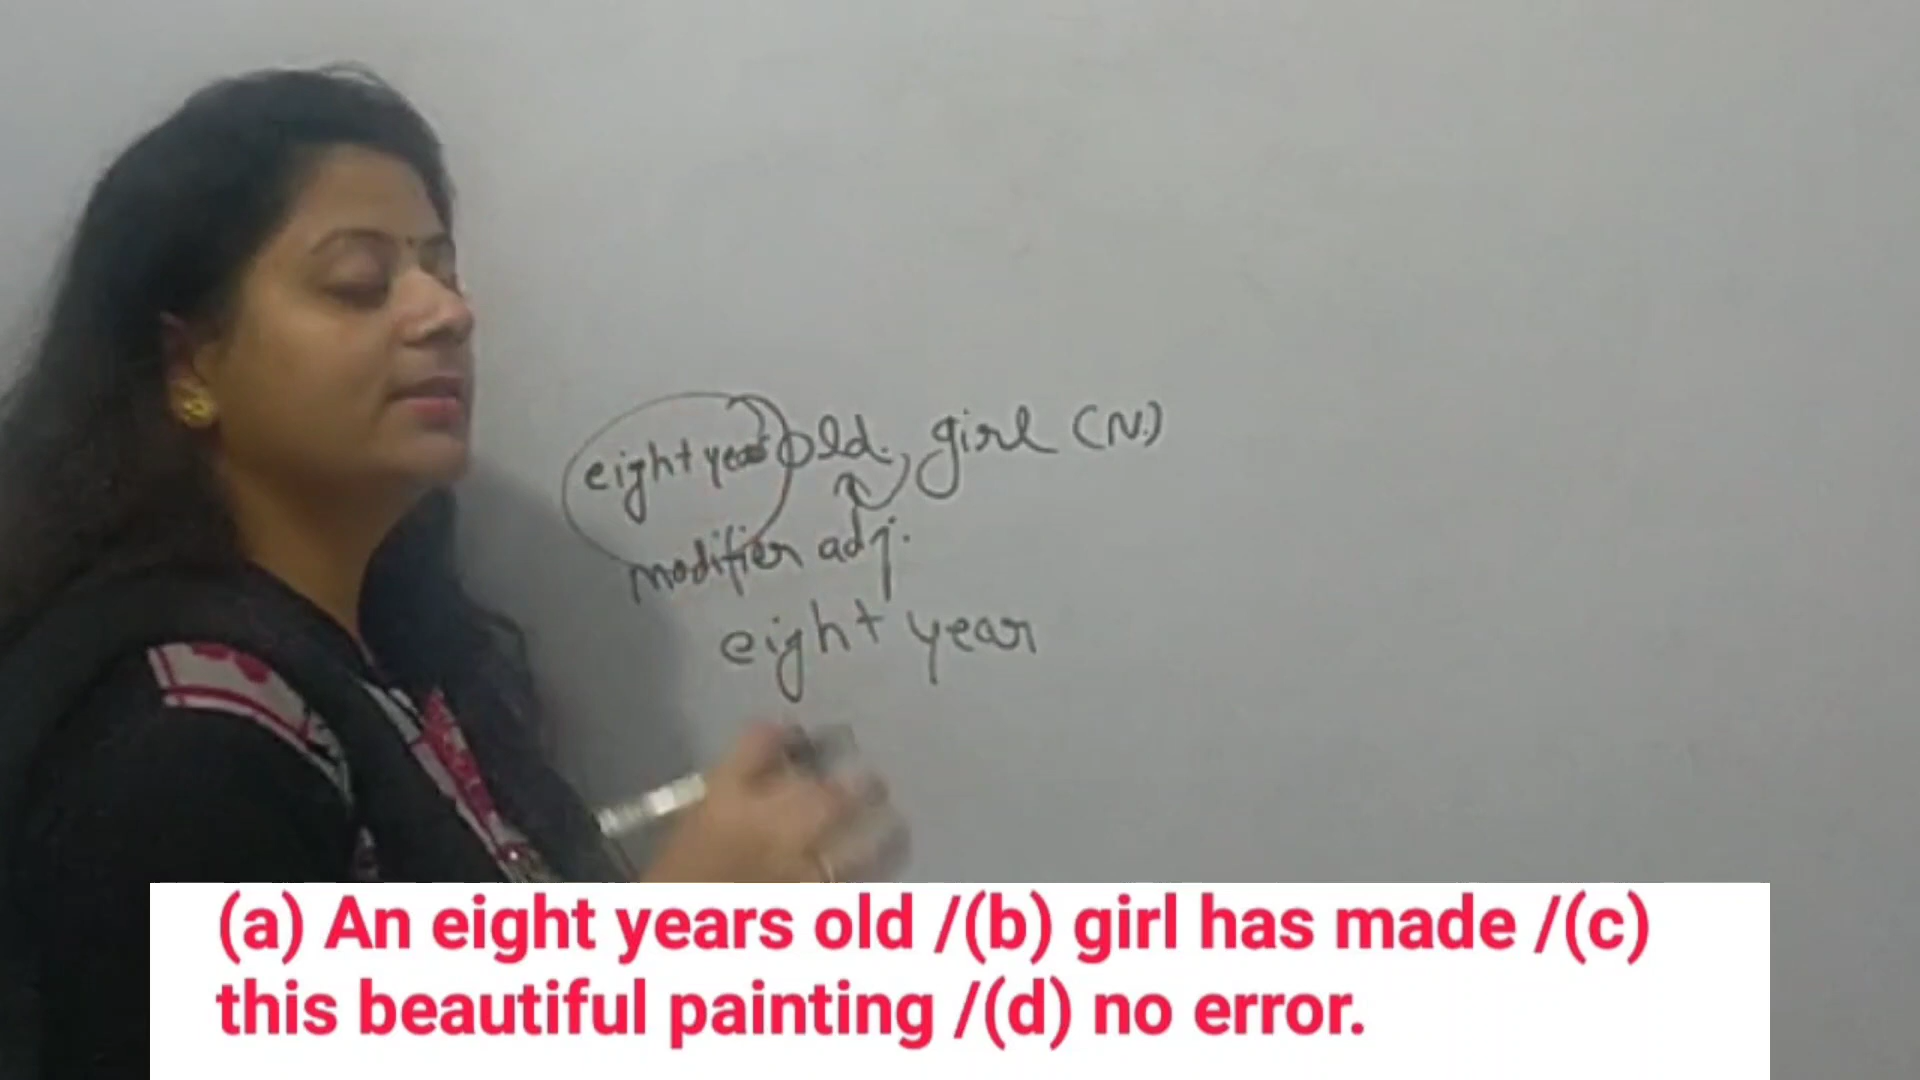 eight year old, girl (N.)
modifier adj.
eight year
(a) An eight years old /(b) girl has made /(c)
this beautiful painting /(d) no error.